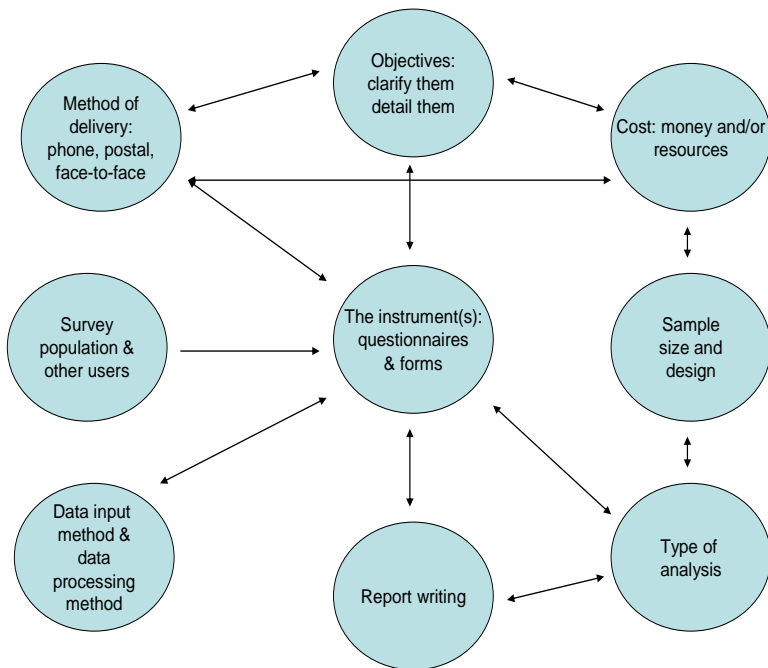 Objectives:
clarify them
detail them
Method of
delivery:
phone, postal,
face-to-face
Cost: money and/or
resources
Survey
population &
other users
The instrument(s):
questionnaires
& forms
Sample
size and
design
Data input
method &
data
processing
method
Report writing
Type of
analysis